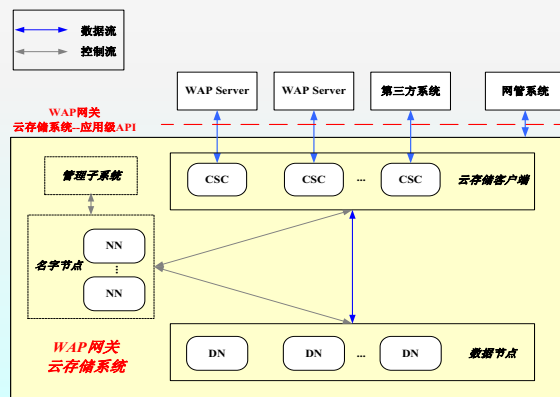 数据流
控制流
WAP Server
WAP Server
第三方系统
网管系统
WAP网关
云存储系统--应用级API
管理子系统
CSC
CSC
...
CSC
云存储客户端
NN
...
名字节点
NN
WAP网关
云存储系统
DN
DN
...
DN
数据节点